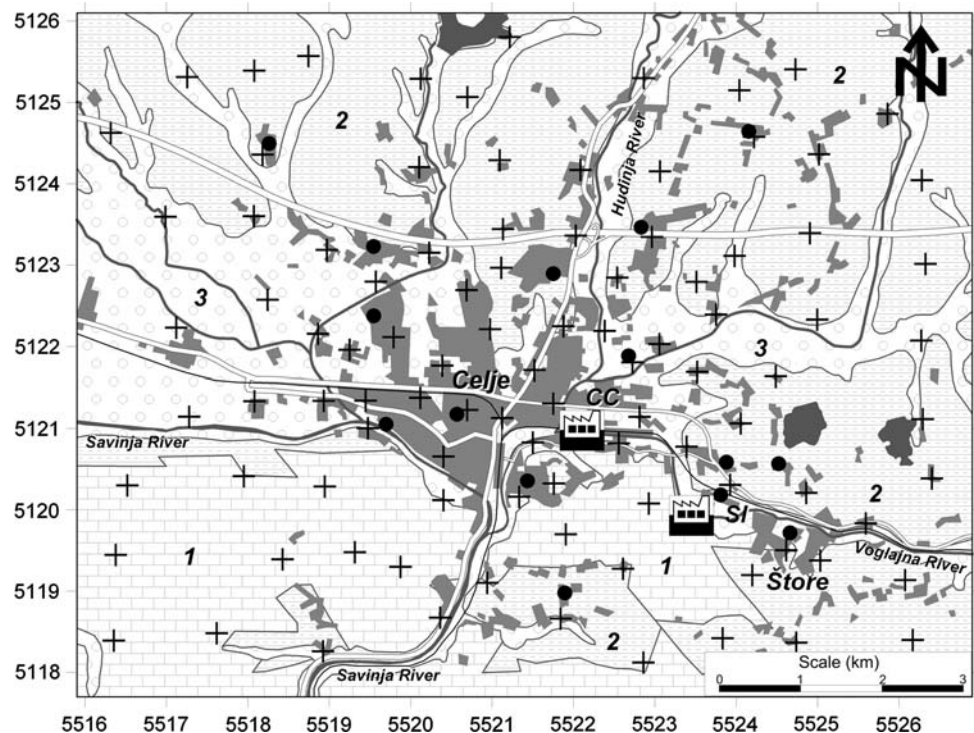 5126
2
2
N
5125
Hudinja River
5124
5123
3
5122
3
Celje
CC
5121
Savinja River
2
5120
SI
1
1
Voglajna River
Štore
5119
2
Scale (km)
5118
Savinja River
0 1 2 3
5516 5517 5518 5519 5520 5521 5522 5523 5524 5525 5526